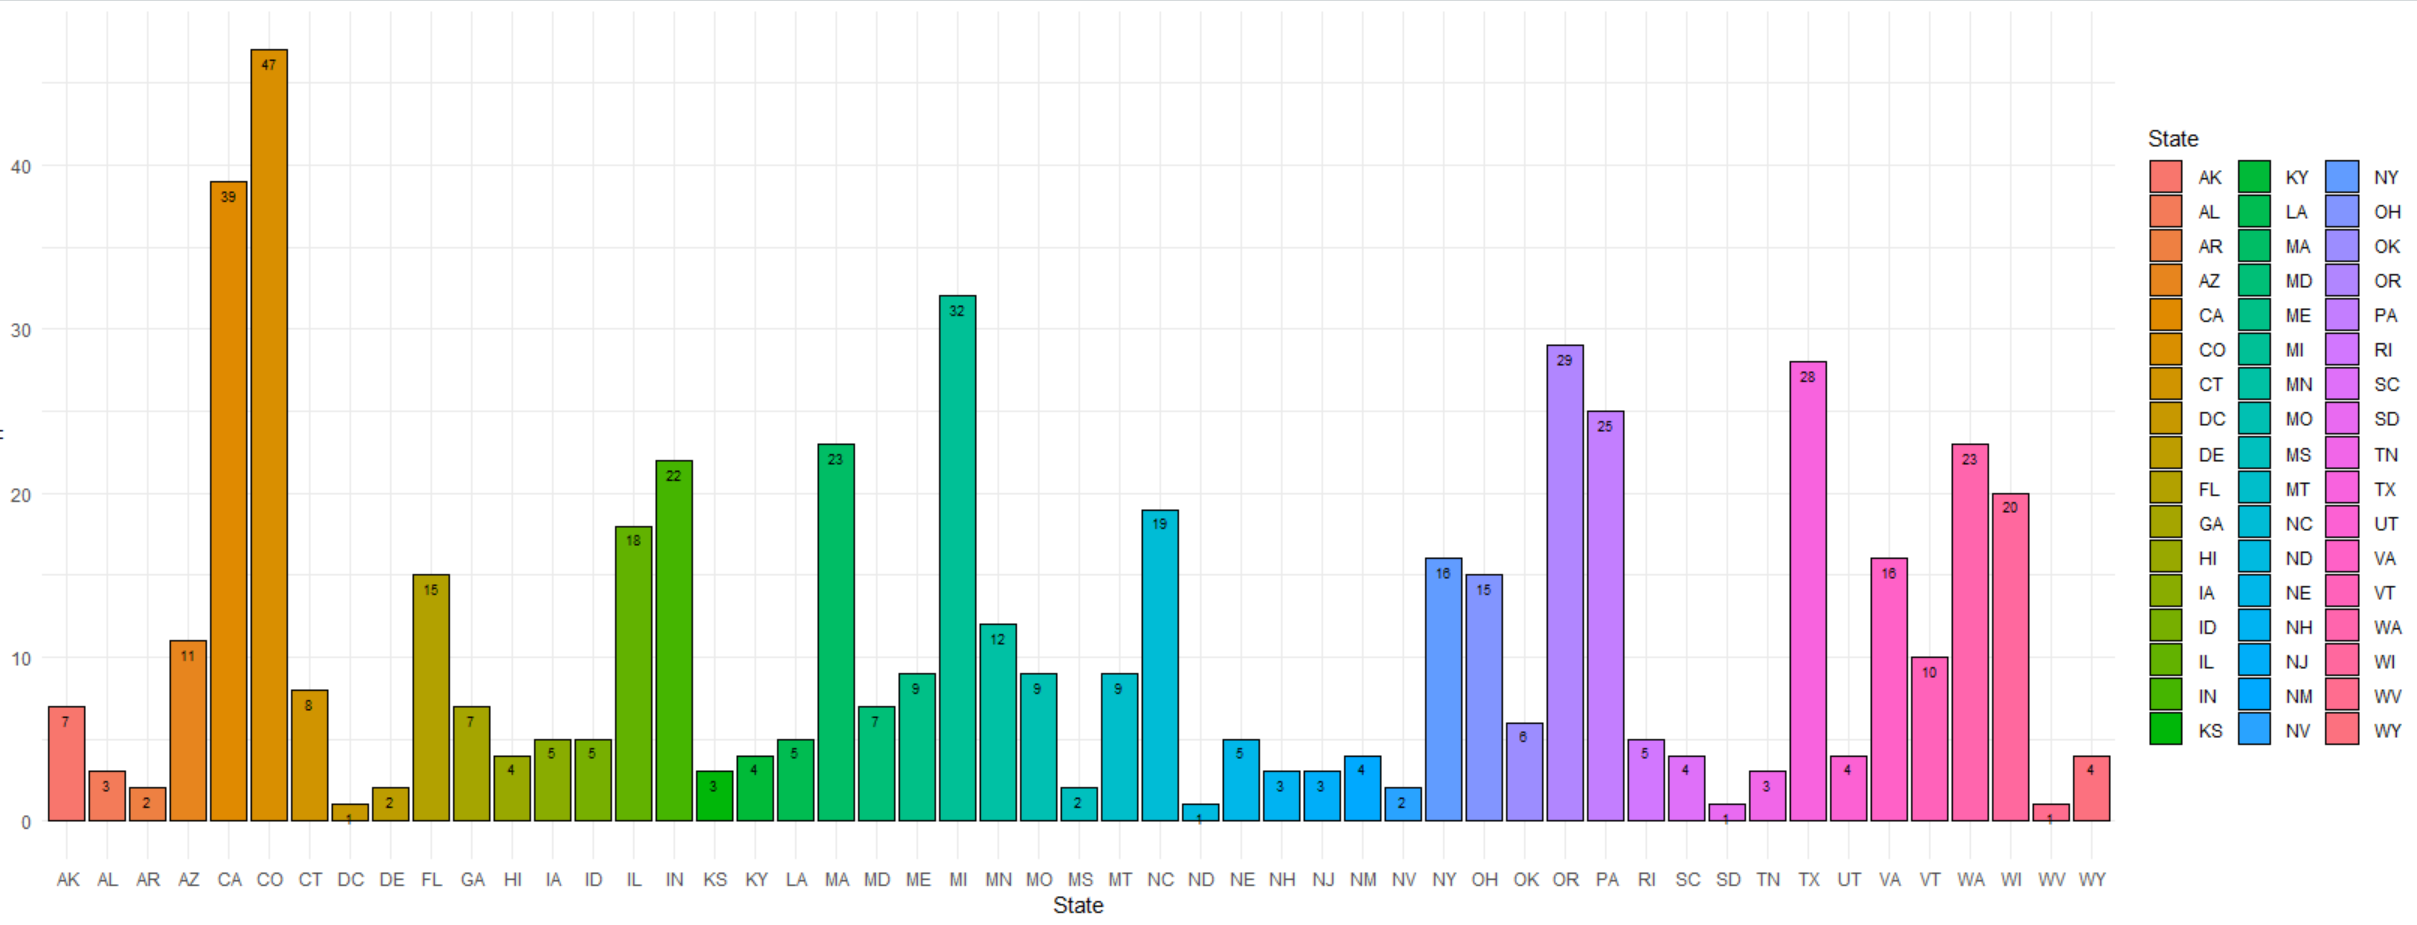 47
40
39
32
30
29
28
25
23
23
22
20
20
19
18
16
16
15
15
12
11
10
10
9
9
9
8
7
7
7
6
5
5
5
5
5
4
4
4
4
4
4
3
3
3
3
3
2
2
2
2
1
1
1
1
0
AK AL AR AZ CA CO CT DC DE FL GA HI IA ID IL IN KS KY LA MA MD ME MI MN MO MS MT NC ND NE NH NJ NM NV NY OH OK OR PA RI SC SD TN TX UT VA VT WA WI WV WY
State
State
AK KY NY
AL LA OH
AR MA OK
AZ MD OR
CA ME PA
CO MI RI
CT MN SC
DC MO SD
DE MS TN
FL MT TX
GA NC UT
HI ND VA
IA NE VT
ID NH WA
IL NJ WI
IN NM WV
KS NV WY